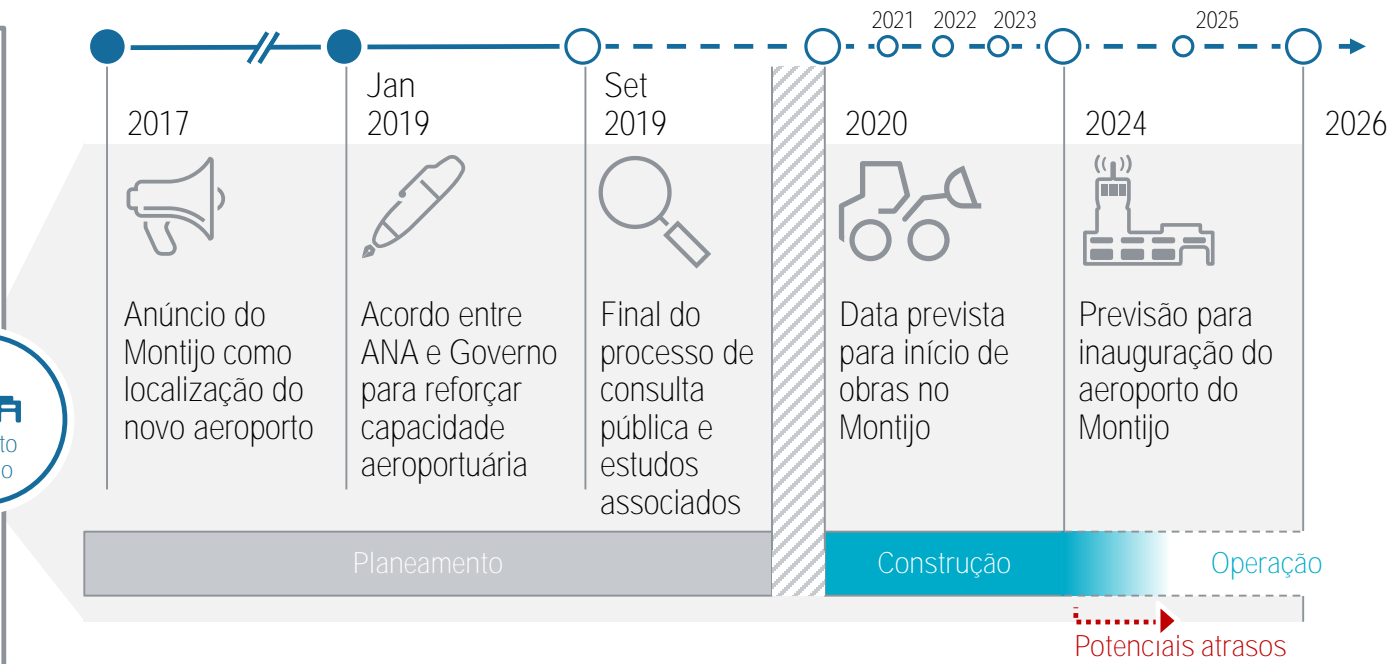 2021 2022 2023 2025
Jan Set
2017 2019 2019 2020 2024 2026
Anúncio do
Montijo como
localização do
novo aeroporto
Acordo entre
ANA e Governo
para reforçar
capacidade
aeroportuária
Final do
processo de
consulta
pública e
estudos
associados
Data prevista
para início de
obras no
Montijo
Previsão para
inauguração do
aeroporto do
Montijo
Planeamento Construção Operação
Potenciais atrasos